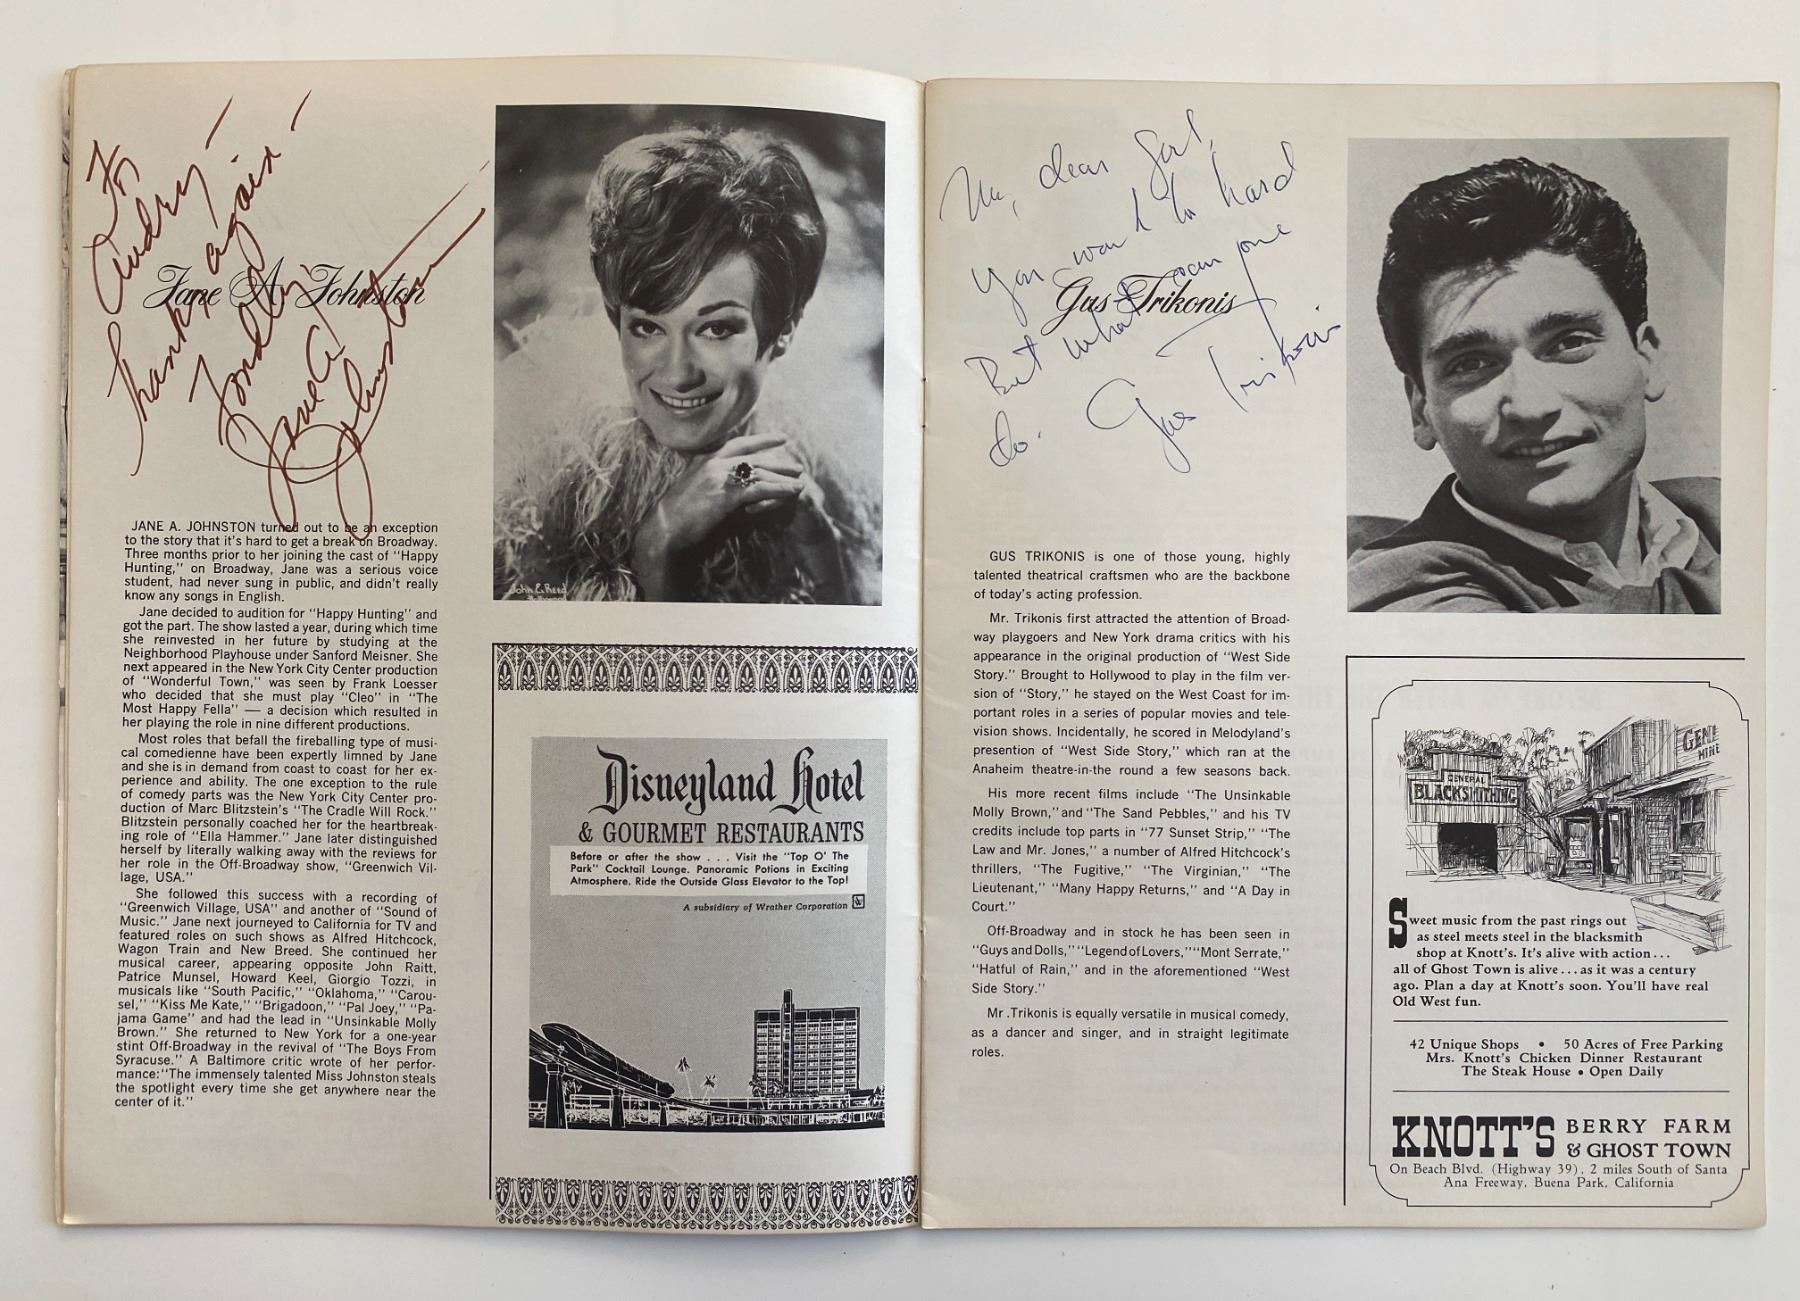 To
Audry—
Thanks again—
Fondly,
Jane A.
Johnston
Jane A. Johnston
JANE A. JOHNSTON turned out to be an exception
to the story that it's hard to get a break on Broadway.
Three months prior to her joining the cast of "Happy
Hunting," on Broadway, Jane was a serious voice
student, had never sung in public, and didn't really
know any songs in English.
Jane decided to audition for "Happy Hunting" and
got the part. The show lasted a year, during which time
she reinvested in her future by studying at the
Neighborhood Playhouse under Sanford Meisner. She
next appeared in the New York City Center production
of "Wonderful Town," was seen by Frank Loesser
who decided that she must play "Cleo" in "The
Most Happy Fella" — a decision which resulted in
her playing the role in nine different productions.
Most roles that befall the fireballing type of musi-
cal comedienne have been expertly limned by Jane
and she is in demand from coast to coast for her ex-
perience and ability. The one exception to the rule
of comedy parts was the New York City Center pro-
duction of Marc Blitzstein's "The Cradle Will Rock."
Blitzstein personally coached her for the heartbreak-
ing role of "Ella Hammer." Jane later distinguished
herself by literally walking away with the reviews for
her role in the Off-Broadway show, "Greenwich Vil-
lage, USA."
She followed this success with a recording of
"Greenwich Village, USA" and another of "Sound of
Music." Jane next journeyed to California for TV and
featured roles on such shows as Alfred Hitchcock,
Wagon Train and New Breed. She continued her
musical career, appearing opposite John Raitt,
Patrice Munsel, Howard Keel, Giorgio Tozzi, in
musicals like "South Pacific," "Oklahoma," "Carou-
sel," "Kiss Me Kate," "Brigadoon," "Pal Joey," "Pa-
jama Game" and had the lead in "Unsinkable Molly
Brown." She returned to New York for a one-year
stint Off-Broadway in the revival of "The Boys From
Syracuse." A Baltimore critic wrote of her perfor-
mance: "The immensely talented Miss Johnston steals
the spotlight every time she get anywhere near the
center of it."
John C. Reed
Disneyland Hotel
& GOURMET RESTAURANTS
Before or after the show . . . Visit the "Top O' The
Park" Cocktail Lounge. Panoramic Potions in Exciting
Atmosphere. Ride the Outside Glass Elevator to the Top!
A subsidiary of Wrather Corporation W
dear Girl,
You to hard
But what can one
do. Gus Trikonis
Gus Trikonis
GUS TRIKONIS is one of those young, highly
talented theatrical craftsmen who are the backbone
of today's acting profession.
Mr. Trikonis first attracted the attention of Broad-
way playgoers and New York drama critics with his
appearance in the original production of "West Side
Story." Brought to Hollywood to play in the film ver-
sion of "Story," he stayed on the West Coast for im-
portant roles in a series of popular movies and tele-
vision shows. Incidentally, he scored in Melodyland's
presention of "West Side Story," which ran at the
Anaheim theatre-in-the round a few seasons back.
His more recent films include "The Unsinkable
Molly Brown," and "The Sand Pebbles," and his TV
credits include top parts in "77 Sunset Strip," "The
Law and Mr. Jones," a number of Alfred Hitchcock's
thrillers, "The Fugitive," "The Virginian," "The
Lieutenant," "Many Happy Returns," and "A Day in
Court."
Off-Broadway and in stock he has been seen in
"Guys and Dolls," "Legend of Lovers," "Mont Serrate,"
"Hatful of Rain," and in the aforementioned "West
Side Story."
Mr .Trikonis is equally versatile in musical comedy,
as a dancer and singer, and in straight legitimate
roles.
GENERAL
BLACKSMITHING
Sweet music from the past rings out
as steel meets steel in the blacksmith
shop at Knott's. It's alive with action . . .
all of Ghost Town is alive . . . as it was a century
ago. Plan a day at Knott's soon. You'll have real
Old West fun.
42 Unique Shops • 50 Acres of Free Parking
Mrs. Knott's Chicken Dinner Restaurant
The Steak House • Open Daily
KNOTT'S BERRY FARM
& GHOST TOWN
On Beach Blvd. (Highway 39), 2 miles South of Santa
Ana Freeway, Buena Park, California